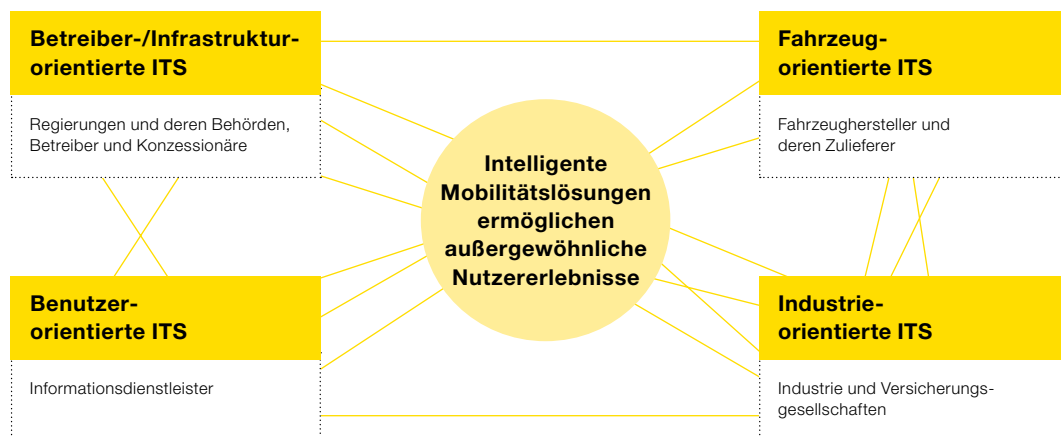 Betreiber-/Infrastruktur-
orientierte ITS
Regierungen und deren Behörden,
Betreiber und Konzessionäre
Fahrzeug-
orientierte ITS
Fahrzeughersteller und
deren Zulieferer
Intelligente
Mobilitätslösungen
ermöglichen
außergewöhnliche
Nutzererlebnisse
Benutzer-
orientierte ITS
Informationsdienstleister
Industrie-
orientierte ITS
Industrie und Versicherungs-
gesellschaften